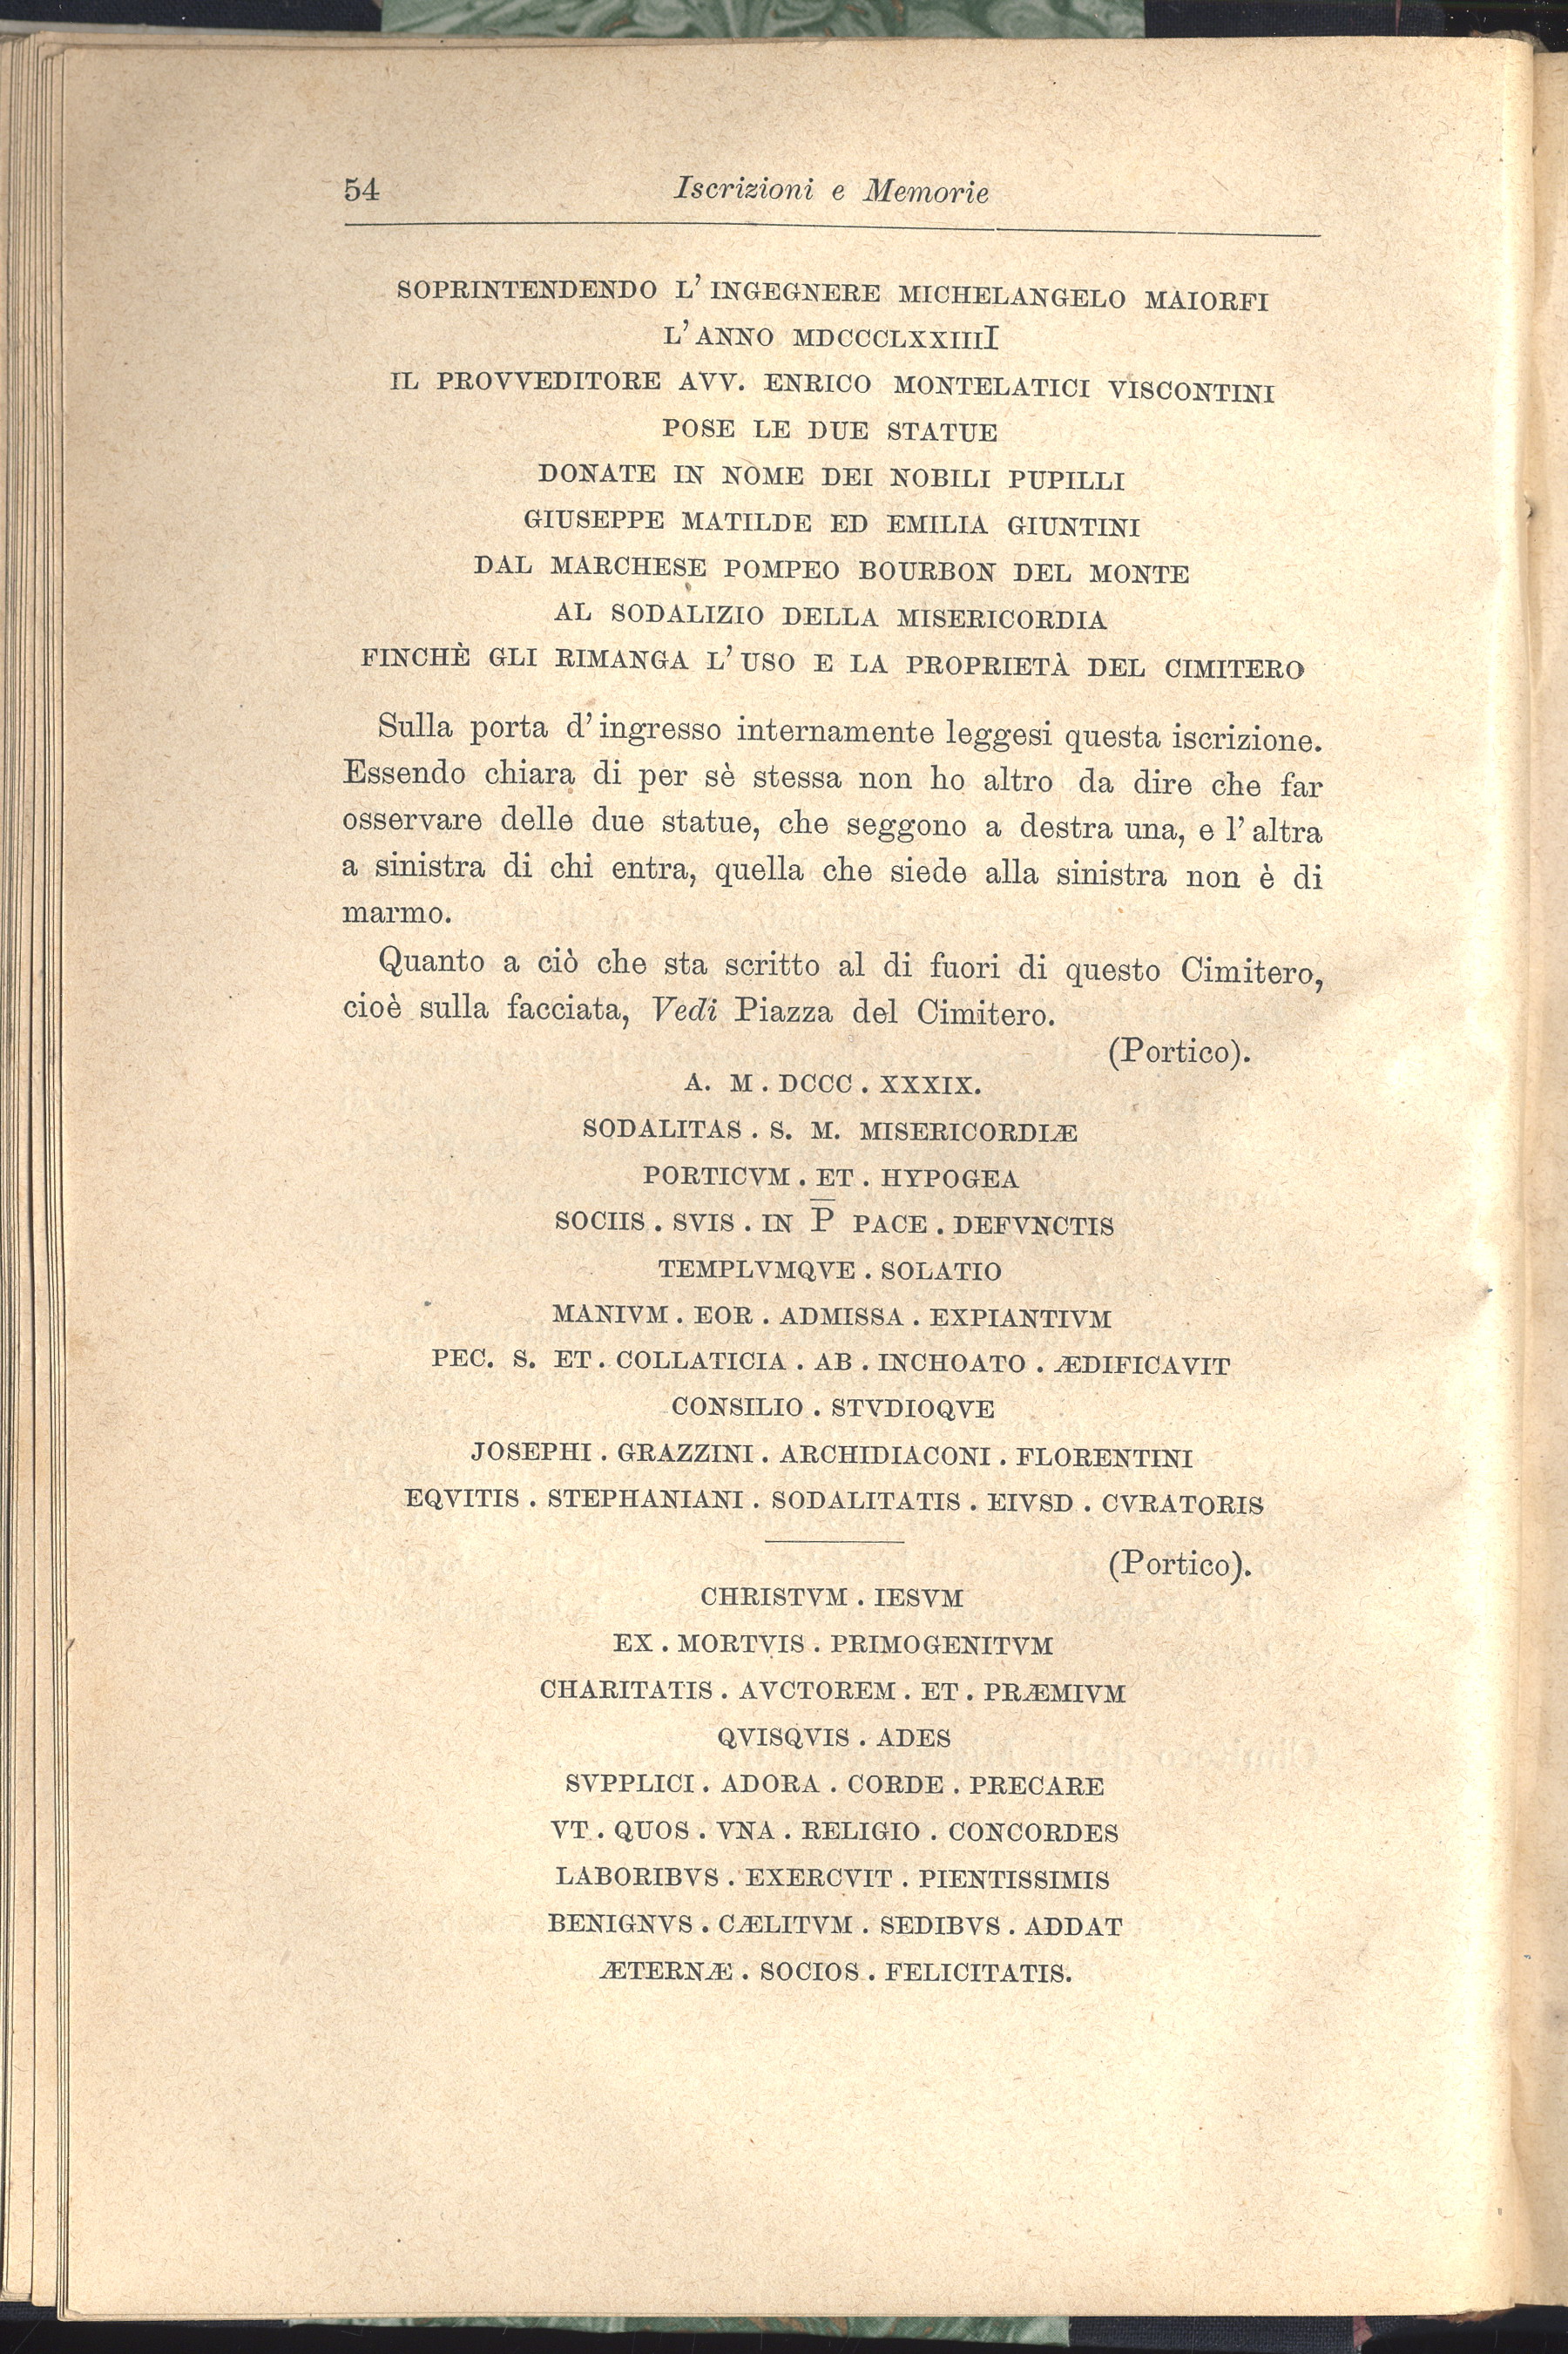 54 Iscrizioni e Memorie
SOPRINTENDENDO L' INGEGNERE MICHELANGELO MAIORFI
L' ANNO MDCCCLXXIIII
IL PROVVEDITORE AVV. ENRICO MONTELATICI VISCONTINI
POSE LE DUE STATUE
DONATE IN NOME DEI NOBILI PUPILLI
GIUSEPPE MATILDE ED EMILIA GIUNTINI
DAL MARCHESE POMPEO BOURBON DEL MONTE
AL SODALIZIO DELLA MISERICORDIA
FINCHÈ GLI RIMANGA L' USO E LA PROPRIETÀ DEL CIMITERO
Sulla porta d' ingresso internamente leggesi questa iscrizione.
Essendo chiara di per sè stessa non ho altro da dire che far
osservare delle due statue, che seggono a destra una, e l' altra
a sinistra di chi entra, quella che siede alla sinistra non è di
marmo.
Quanto a ciò che sta scritto al di fuori di questo Cimitero,
cioè sulla facciata, Vedi Piazza del Cimitero.
(Portico).
A. M . DCCC . XXXIX.
SODALITAS . S. M. MISERICORDIÆ
PORTICVM . ET . HYPOGEA
SOCIIS . SVIS . IN P̅ PACE . DEFVNCTIS
TEMPLVMQVE . SOLATIO
MANIVM . EOR . ADMISSA . EXPIANTIVM
PEC. S. ET . COLLATICIA . AB . INCHOATO . ÆDIFICAVIT
CONSILIO . STVDIOQVE
JOSEPHI . GRAZZINI . ARCHIDIACONI . FLORENTINI
EQVITIS . STEPHANIANI . SODALITATIS . EIVSD . CVRATORIS
(Portico).
CHRISTVM . IESVM
EX . MORTVIS . PRIMOGENITVM
CHARITATIS . AVCTOREM . ET . PRÆMIVM
QVISQVIS . ADES
SVPPLICI . ADORA . CORDE . PRECARE
VT . QUOS . VNA . RELIGIO . CONCORDES
LABORIBVS . EXERCVIT . PIENTISSIMIS
BENIGNVS . CÆLITVM . SEDIBVS . ADDAT
ÆTERNÆ . SOCIOS . FELICITATIS.